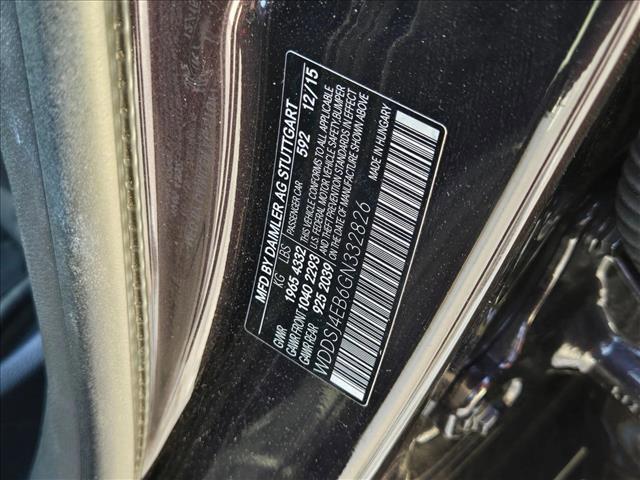 MFD BY DAIMLER AG STUTTGART
KG LBS PASSENGER CAR 592 12/15
GVWR 1965 4332 THIS VEHICLE CONFORMS TO ALL APPLICABLE
GAWR FRONT 1040 2293 U.S. FEDERAL MOTOR VEHICLE SAFETY, BUMPER
GAWR REAR 925 2039 AND THEFT PREVENTION STANDARDS IN EFFECT
ON THE DATE OF MANUFACTURE SHOWN ABOVE
MADE IN HUNGARY
WDDSJ4EB6GN332826